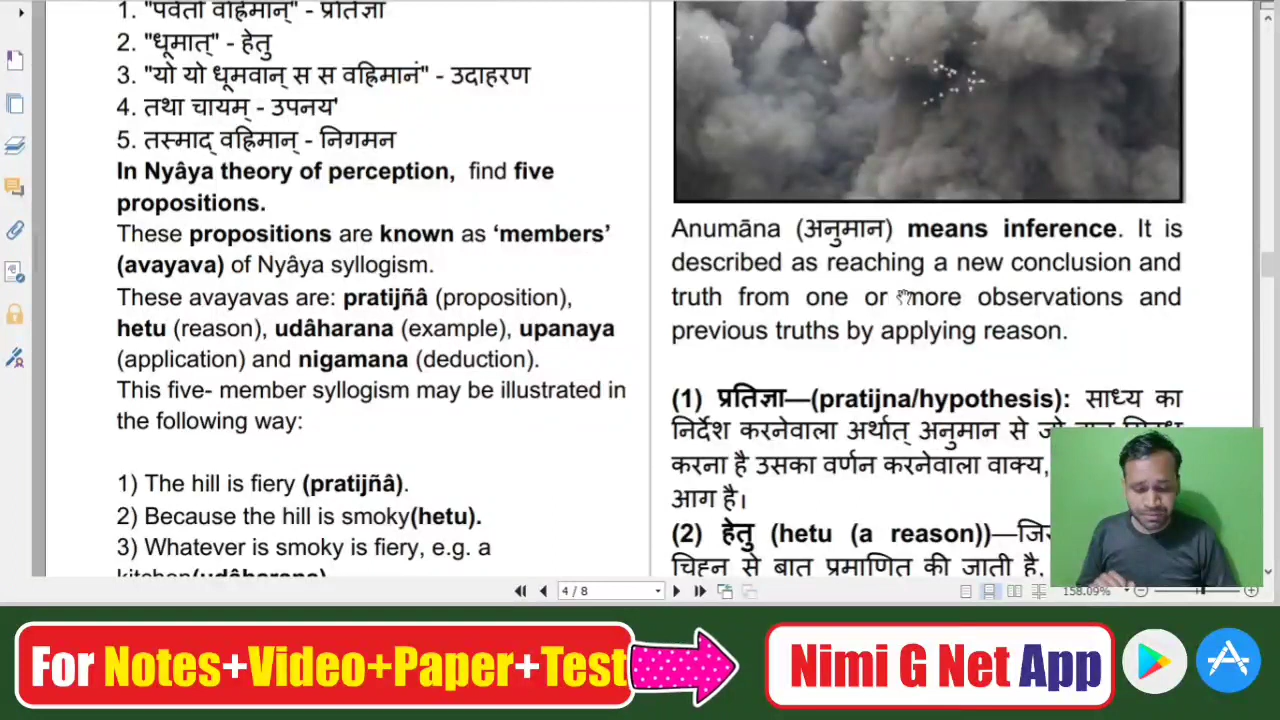 1. "पर्वतो वह्निमान्" - प्रतिज्ञा
2. "धूमात्" - हेतु
3. "यो यो धूमवान् स स वह्निमानं" - उदाहरण
4. तथा चायम् - उपनय'
5. तस्माद् वह्निमान् - निगमन
In Nyâya theory of perception, find five
propositions.
These propositions are known as ‘members’
(avayava) of Nyâya syllogism.
These avayavas are: pratijñâ (proposition),
hetu (reason), udâharana (example), upanaya
(application) and nigamana (deduction).
This five- member syllogism may be illustrated in
the following way:
1) The hill is fiery (pratijñâ).
2) Because the hill is smoky(hetu).
3) Whatever is smoky is fiery, e.g. a
kitchen(udâharana)
Anumāna (अनुमान) means inference. It is
described as reaching a new conclusion and
truth from one or more observations and
previous truths by applying reason.
(1) प्रतिज्ञा—(pratijna/hypothesis): साध्य का
निर्देश करनेवाला अर्थात् अनुमान से जो
करना है उसका वर्णन करनेवाला वाक्य,
आग है।
(2) हेतु (hetu (a reason))—
चिह्न से बात प्रमाणित की जाती है,
4 / 8
158.09%
For Notes+Video+Paper+Test
Nimi G Net App